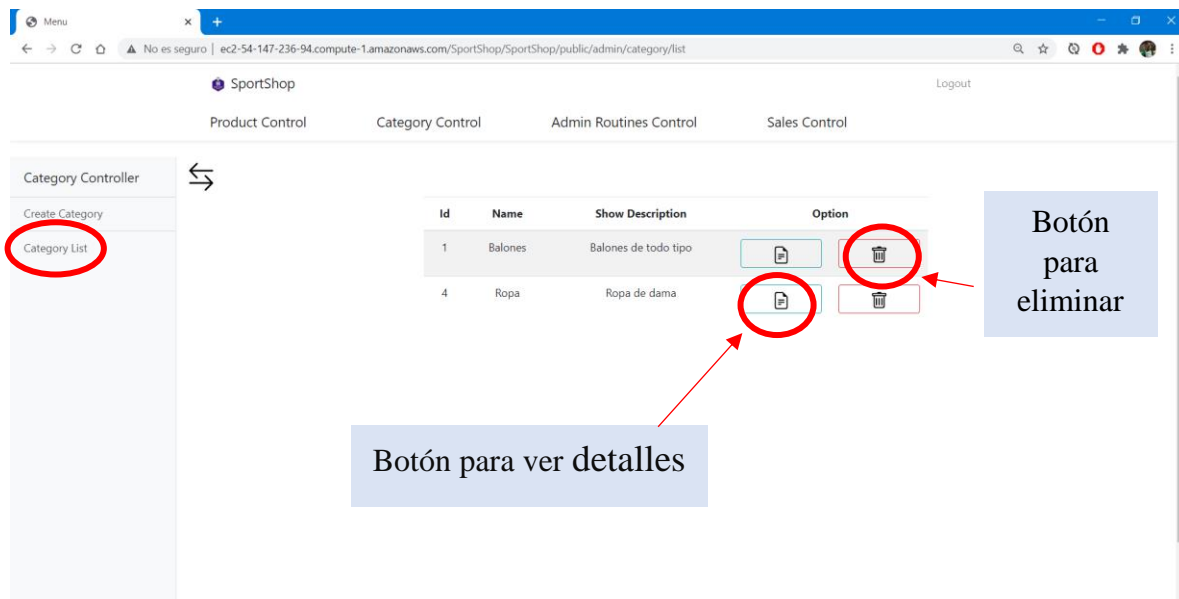 Menu
No es seguro | ec2-54-147-236-94.compute-1.amazonaws.com/SportShop/SportShop/public/admin/category/list
SportShop
Logout
Product Control Category Control Admin Routines Control Sales Control
Category Controller
Create Category
Category List
Id Name Show Description Option
1 Balones Balones de todo tipo
4 Ropa Ropa de dama
Botón
para
eliminar
Botón para ver detalles